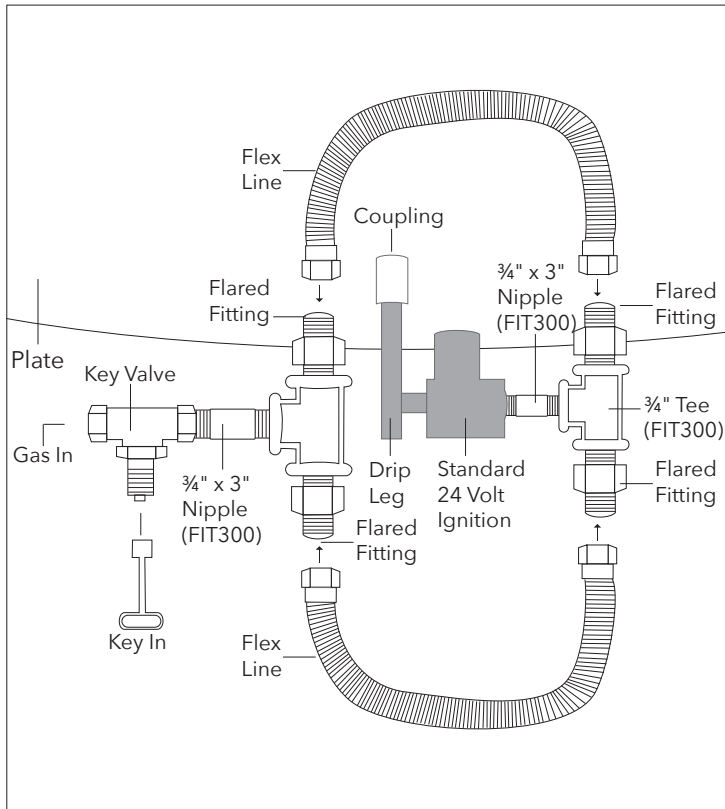 Flex
Line
Coupling
¾" x 3"
Nipple
(FIT300)
Flared
Fitting
Flared
Fitting
Plate
Key Valve
Gas In
¾" Tee
(FIT300)
¾" x 3"
Nipple
(FIT300)
Drip
Leg
Standard
24 Volt
Ignition
Flared
Fitting
Flared
Fitting
Key In
Flex
Line